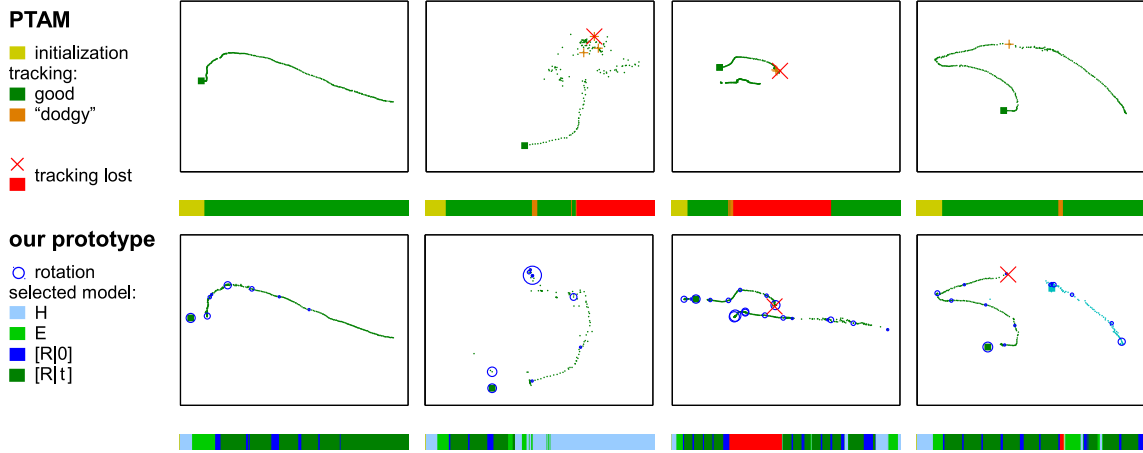 PTAM
initialization
tracking:
good
“dodgy”
tracking lost
our prototype
rotation
selected model:
H
E
[R|0]
[R|t]